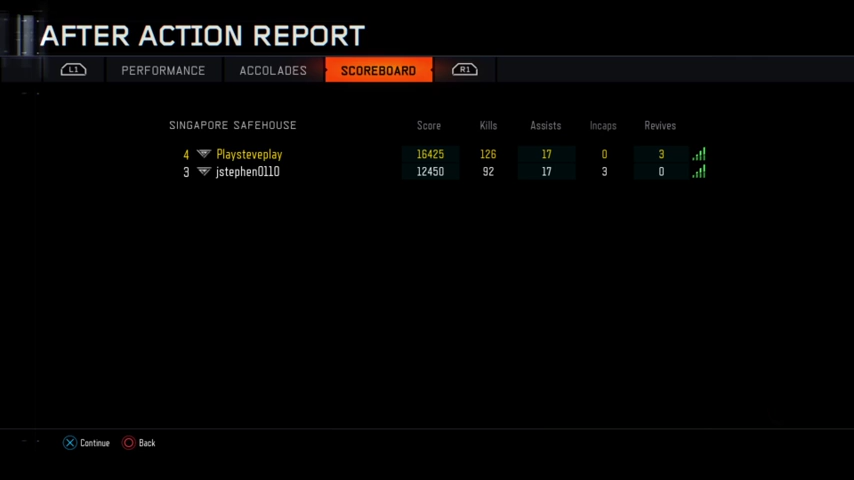 AFTER ACTION REPORT
L1 PERFORMANCE ACCOLADES SCOREBOARD R1
SINGAPORE SAFEHOUSE Score Kills Assists Incaps Revives
4 Playsteveplay 16425 126 17 0 3
3 jstephen0110 12450 92 17 3 0
Continue Back